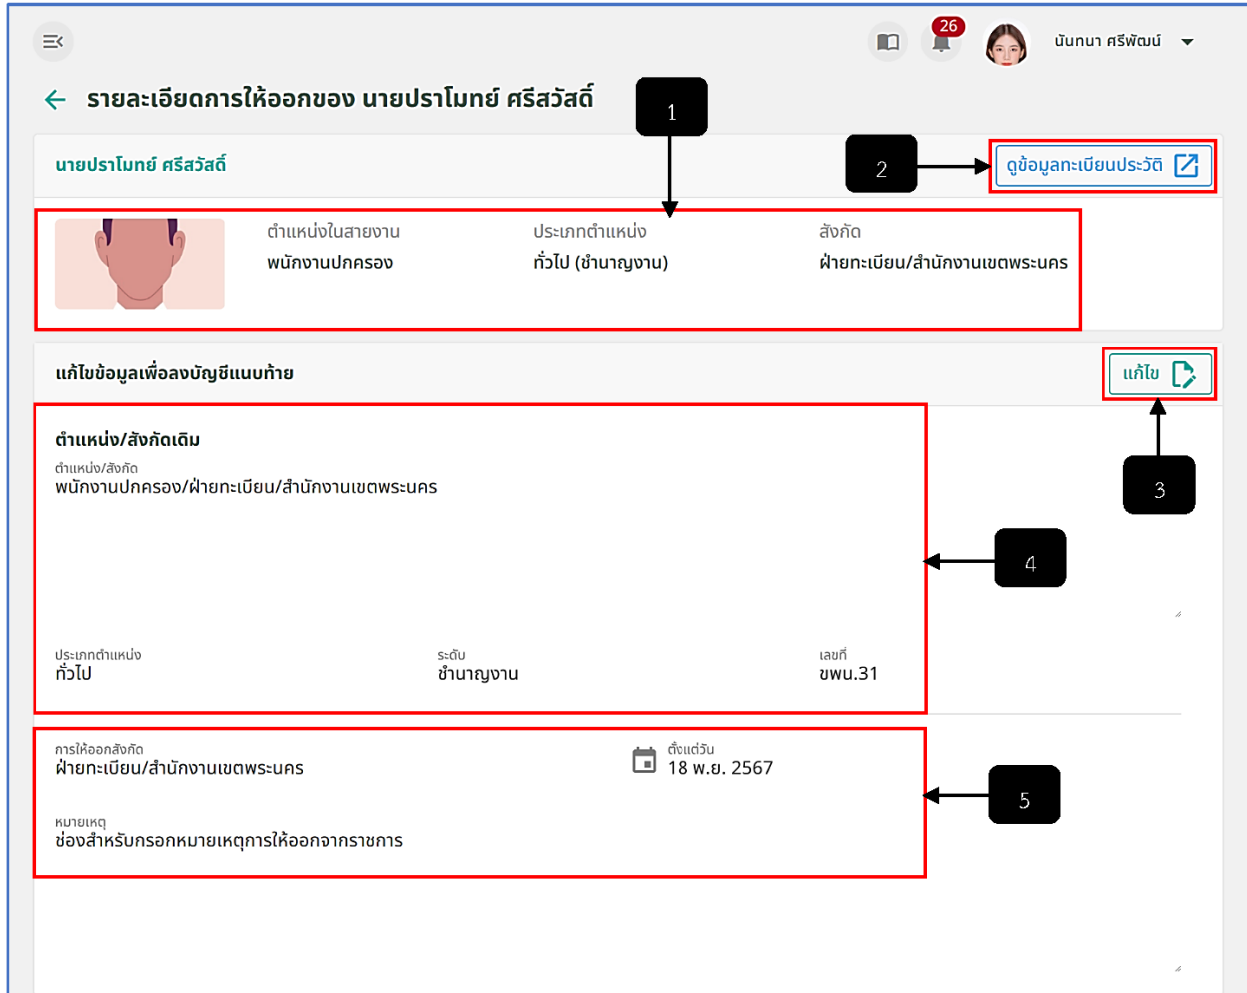 26
นันทนา ศรีพัฒน์
รายละเอียดการให้ออกของ นายปราโมทย์ ศรีสวัสดิ์
1
นายปราโมทย์ ศรีสวัสดิ์
2
ดูข้อมูลทะเบียนประวัติ
ตำแหน่งในสายงาน ประเภทตำแหน่ง สังกัด
พนักงานปกครอง ทั่วไป (ชำนาญงาน) ฝ่ายทะเบียน/สำนักงานเขตพระนคร
แก้ไขข้อมูลเพื่อลงบัญชีแนบท้าย
แก้ไข
3
ตำแหน่ง/สังกัดเดิม
ตำแหน่ง/สังกัด
พนักงานปกครอง/ฝ่ายทะเบียน/สำนักงานเขตพระนคร
4
ประเภทตำแหน่ง ระดับ เลขที่
ทั่วไป ชำนาญงาน ขพน.31
การให้ออกสังกัด ตั้งแต่วัน
ฝ่ายทะเบียน/สำนักงานเขตพระนคร 18 พ.ย. 2567
5
หมายเหตุ
ช่องสำหรับกรอกหมายเหตุการให้ออกจากราชการ